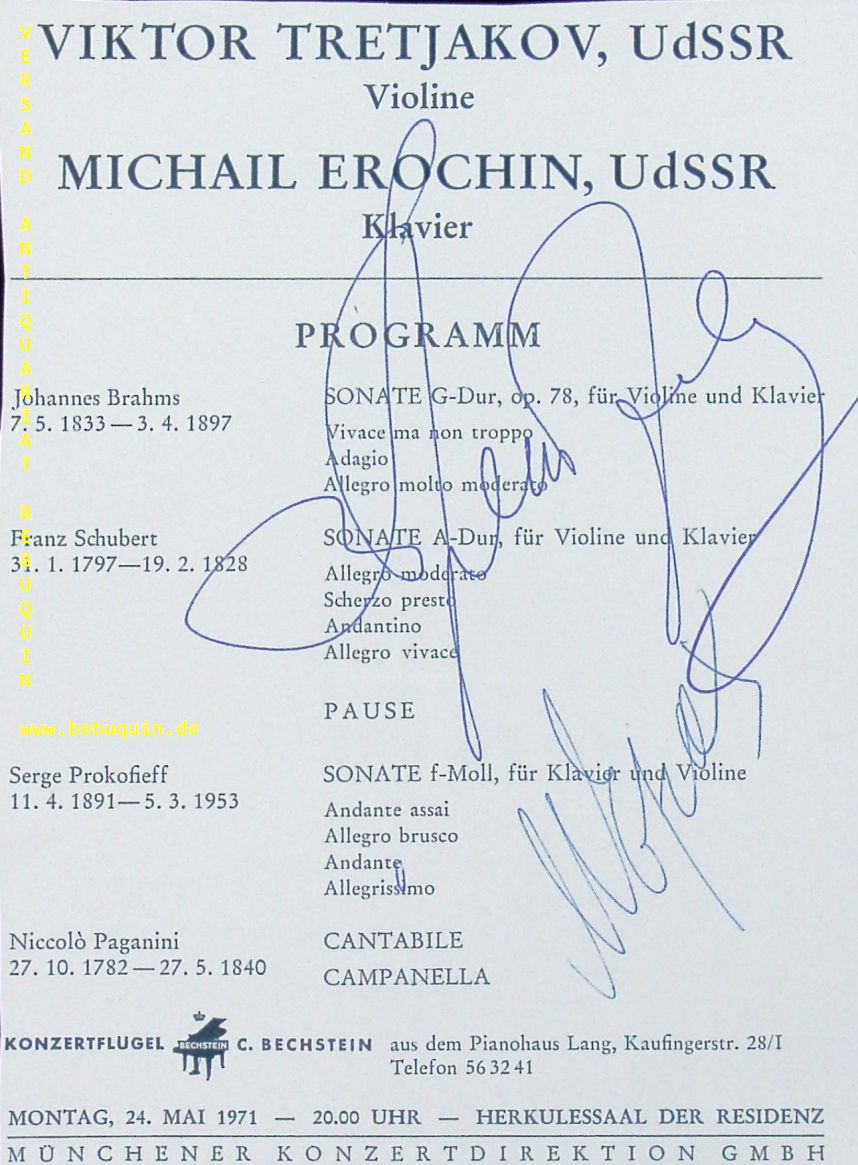 VIKTOR TRETJAKOV, UdSSR
Violine
MICHAIL EROCHIN, UdSSR
Klavier
PROGRAMM
Johannes Brahms
7. 5. 1833 — 3. 4. 1897
SONATE G-Dur, op. 78, für Violine und Klavier
Vivace ma non troppo
Adagio
Allegro molto moderato
Franz Schubert
31. 1. 1797—19. 2. 1828
SONATE A-Dur, für Violine und Klavier
Allegro moderato
Scherzo presto
Andantino
Allegro vivace
PAUSE
Serge Prokofieff
11. 4. 1891— 5. 3. 1953
SONATE f-Moll, für Klavier und Violine
Andante assai
Allegro brusco
Andante
Allegrissimo
Niccolò Paganini
27. 10. 1782 — 27. 5. 1840
CANTABILE
CAMPANELLA
KONZERTFLÜGEL BECHSTEIN C. BECHSTEIN aus dem Pianohaus Lang, Kaufingerstr. 28/I
Telefon 56 32 41
MONTAG, 24. MAI 1971 — 20.00 UHR — HERKULESSAAL DER RESIDENZ
MÜNCHENER KONZERTDIREKTION GMBH
VERSAND ANTIQUARIAT BEBUQUIN
www.bebuquin.de